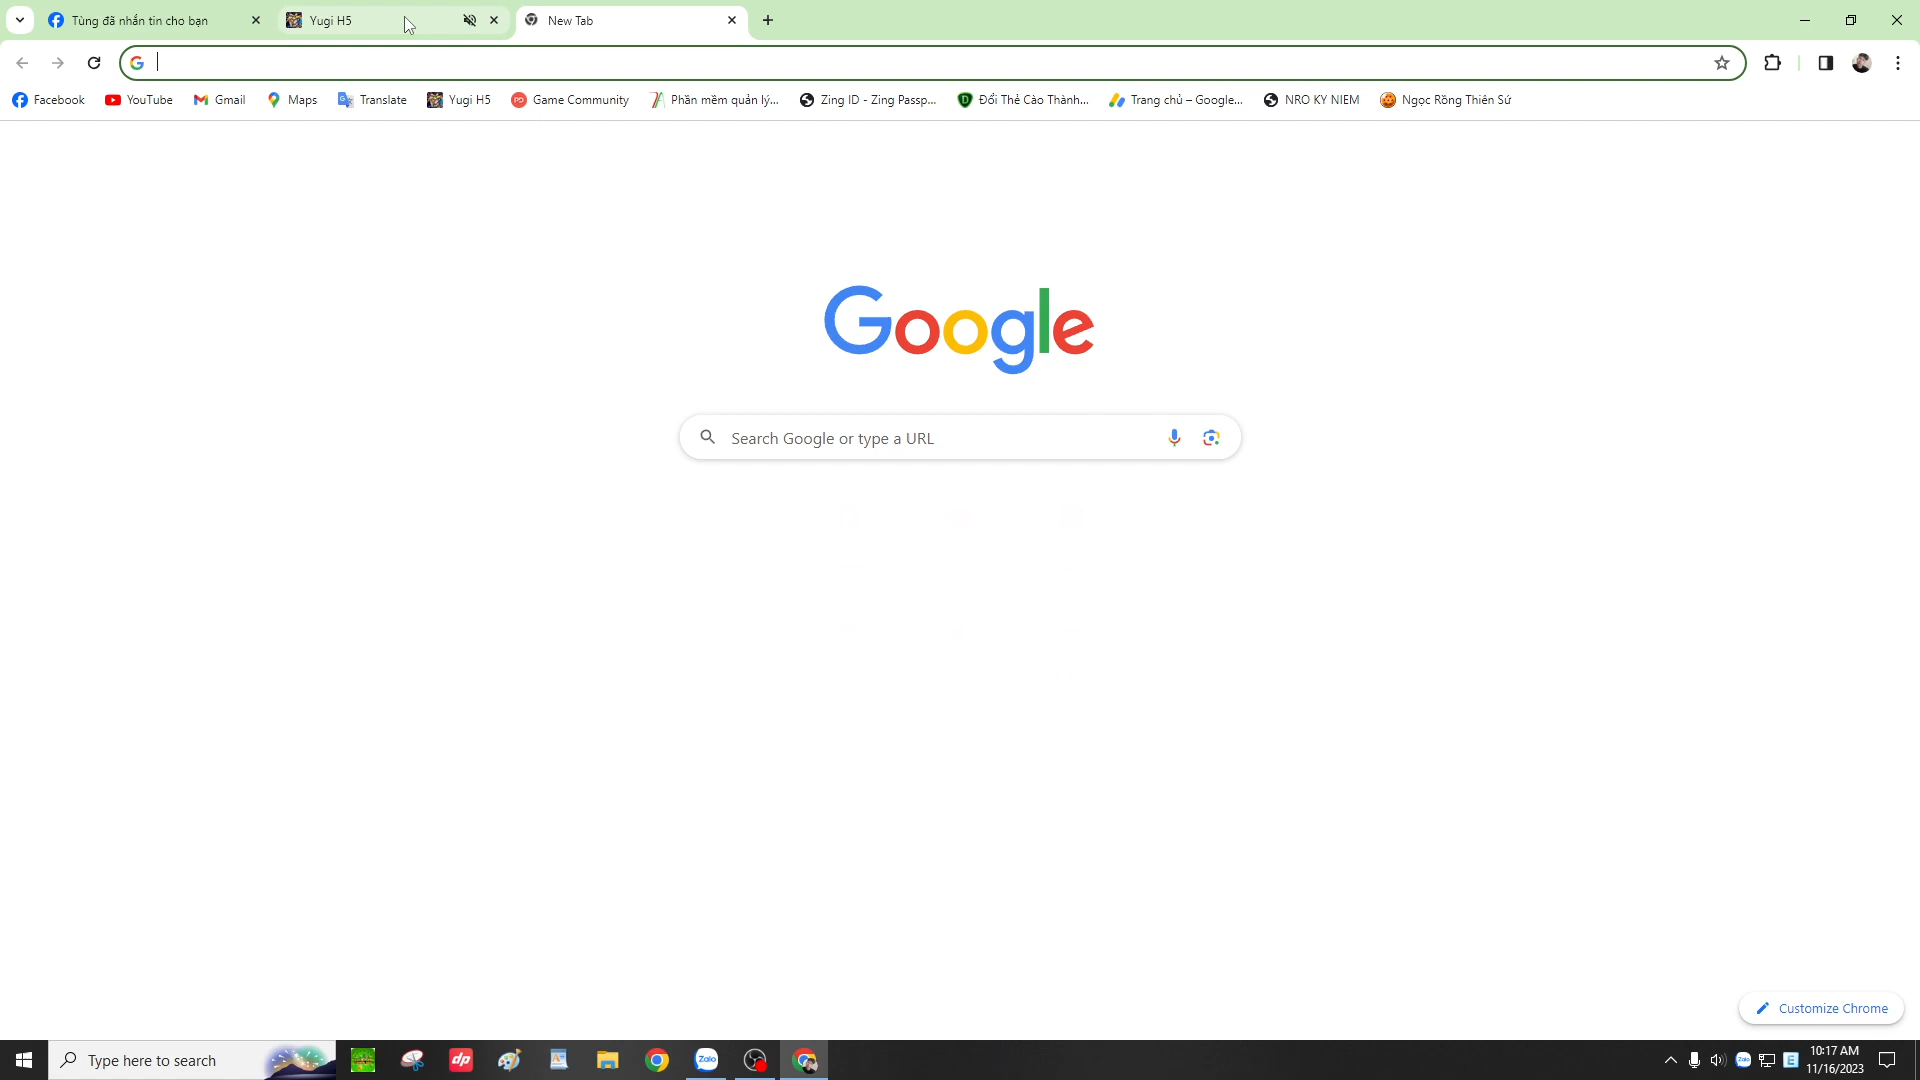 Tùng đã nhắn tin cho bạn
Yugi H5
New Tab
Facebook
YouTube
Gmail
Maps
Translate
Yugi H5
Game Community
Phần mềm quản lý...
Zing ID - Zing Passp...
Đổi Thẻ Cào Thành...
Trang chủ – Google...
NRO KY NIEM
Ngọc Rồng Thiên Sứ
Google
Search Google or type a URL
Customize Chrome
Type here to search
dp
Zalo
Zalo
E
10:17 AM
11/16/2023